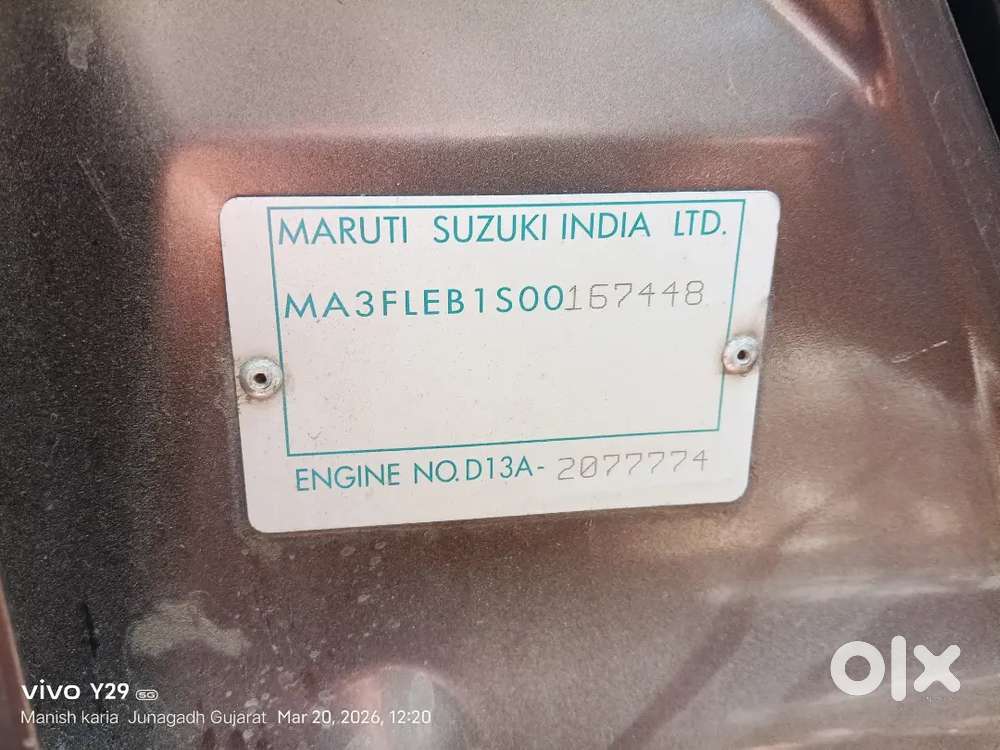 MARUTI SUZUKI INDIA LTD.
MA3FLEB1S00167448
ENGINE NO. D13A- 2077774
vivo Y29 5G
Manish karia Junagadh Gujarat Mar 20, 2026, 12:20
olx